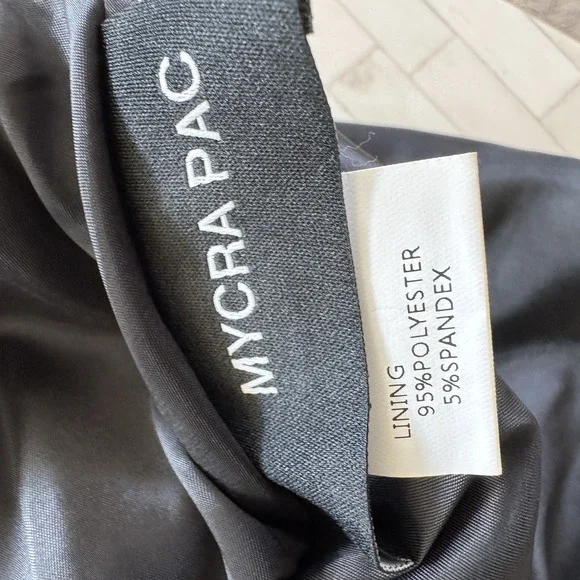 MYCRA PAC
LINING
95%POLYESTER
5%SPANDEX